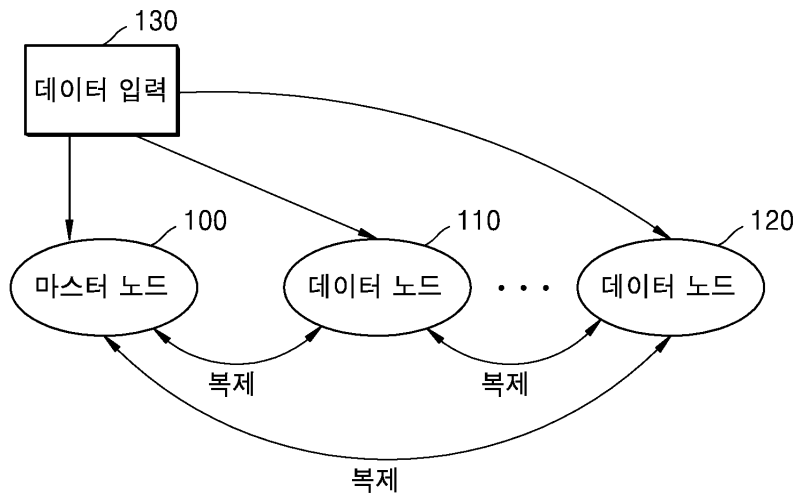 130
데이터 입력
100
110
120
마스터 노드
데이터 노드
데이터 노드
복제
복제
복제